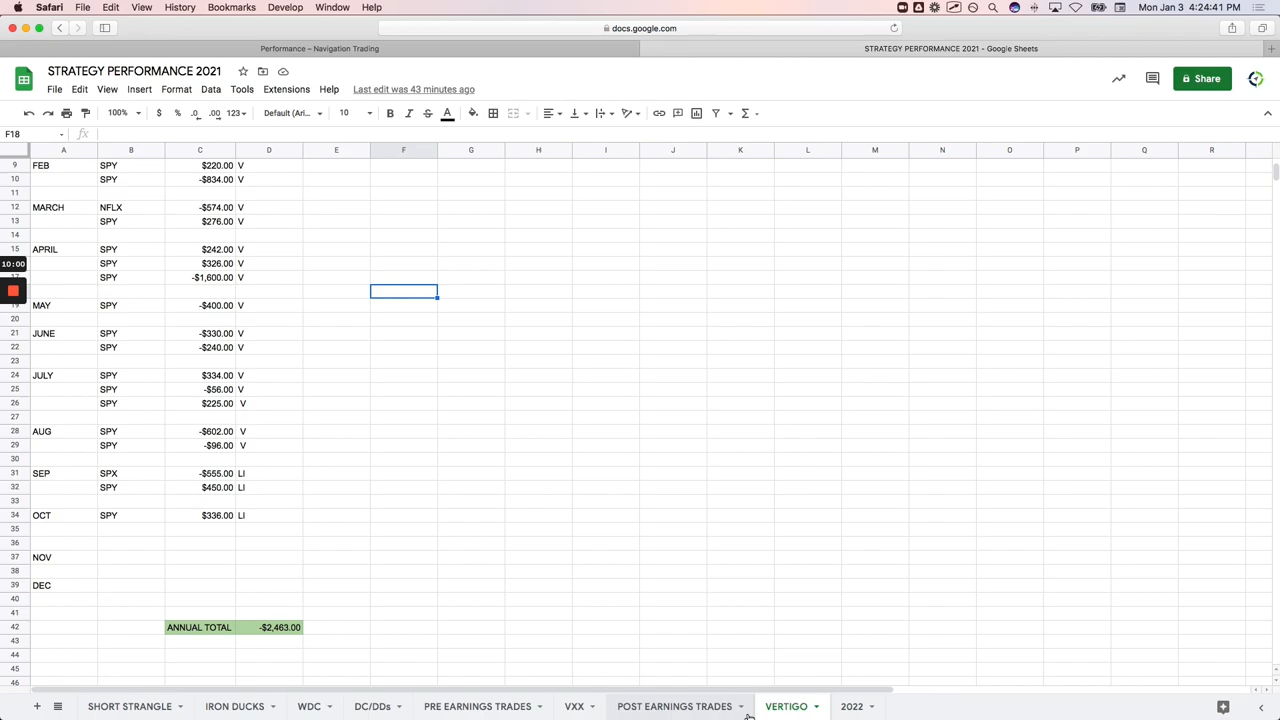 Safari File Edit View History Bookmarks Develop Window Help Mon Jan 3 4:24:41 PM
docs.google.com
Performance – Navigation Trading STRATEGY PERFORMANCE 2021 - Google Sheets
STRATEGY PERFORMANCE 2021
File Edit View Insert Format Data Tools Extensions Help Last edit was 43 minutes ago
Share
100% $ % .0 .00 123 Default (Ari... 10 B I S A
F18 fx
A B C D E F G H I J K L M N O P Q R
9 FEB SPY $220.00 V
10 SPY -$834.00 V
11
12 MARCH NFLX -$574.00 V
13 SPY $276.00 V
14
15 APRIL SPY $242.00 V
10:00 SPY $326.00 V
17 SPY -$1,600.00 V
19 MAY SPY -$400.00 V
20
21 JUNE SPY -$330.00 V
22 SPY -$240.00 V
23
24 JULY SPY $334.00 V
25 SPY -$56.00 V
26 SPY $225.00 V
27
28 AUG SPY -$602.00 V
29 SPY -$96.00 V
30
31 SEP SPX -$555.00 LI
32 SPY $450.00 LI
33
34 OCT SPY $336.00 LI
35
36
37 NOV
38
39 DEC
40
41
42 ANNUAL TOTAL -$2,463.00
43
44
45
46
SHORT STRANGLE IRON DUCKS WDC DC/DDs PRE EARNINGS TRADES VXX POST EARNINGS TRADES VERTIGO 2022